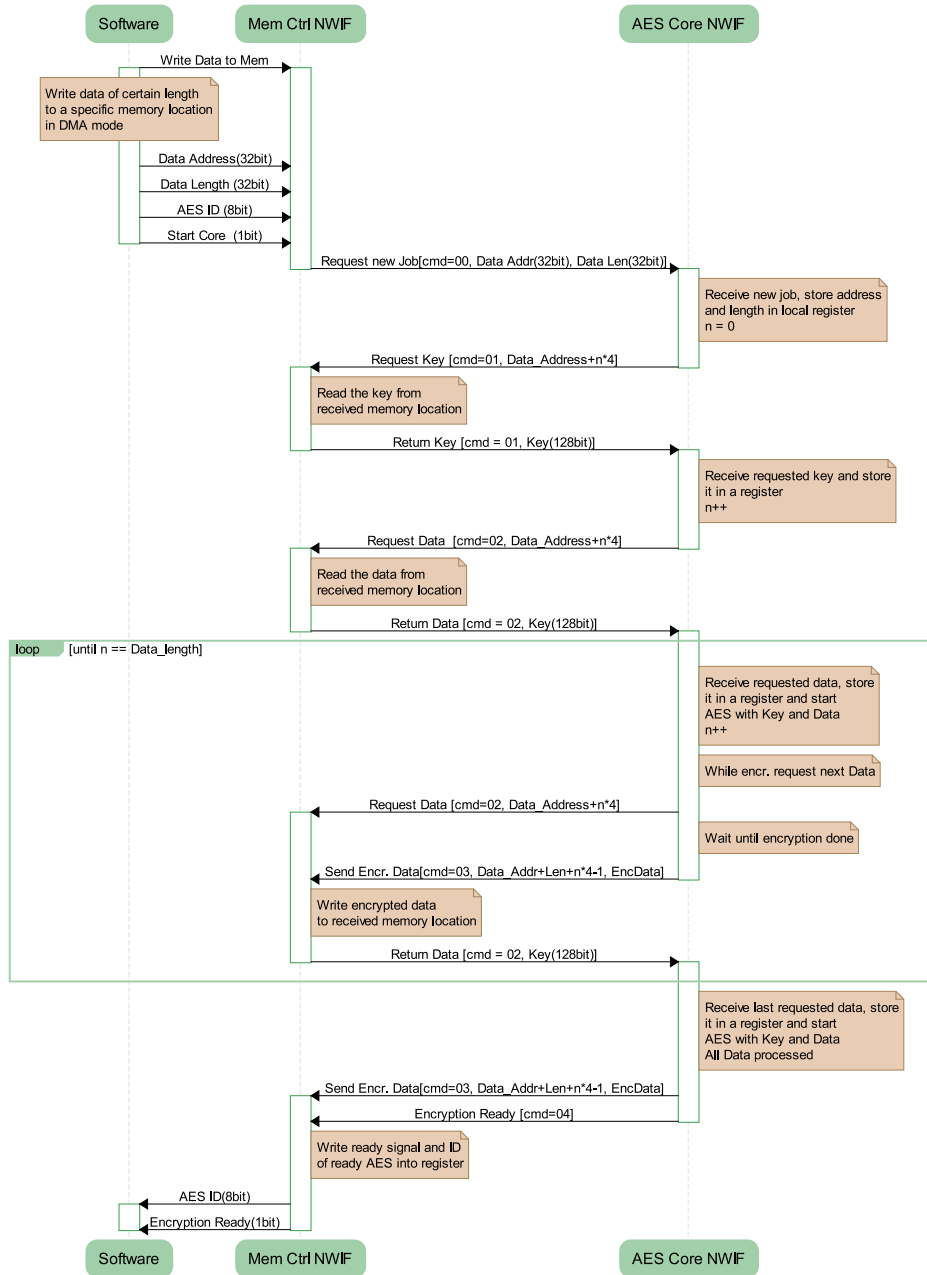 Software
Mem Ctrl NWIF
AES Core NWIF
Write Data to Mem
Write data of certain length
to a specific memory location
in DMA mode
Data Address(32bit)
Data Length (32bit)
AES ID (8bit)
Start Core  (1bit)
Request new Job[cmd=00, Data Addr(32bit), Data Len(32bit)]
Receive new job, store address
and length in local register
n = 0
Request Key [cmd=01, Data_Address+n*4]
Read the key from
received memory location
Return Key [cmd = 01, Key(128bit)]
Receive requested key and store
it in a register
n++
Request Data  [cmd=02, Data_Address+n*4]
Read the data from
received memory location
Return Data [cmd = 02, Key(128bit)]
loop
[until n == Data_length]
Receive requested data, store
it in a register and start
AES with Key and Data
n++
While encr. request next Data
Request Data [cmd=02, Data_Address+n*4]
Wait until encryption done
Send Encr. Data[cmd=03, Data_Addr+Len+n*4-1, EncData]
Write encrypted data
to received memory location
Return Data [cmd = 02, Key(128bit)]
Receive last requested data, store
it in a register and start
AES with Key and Data
All Data processed
Send Encr. Data[cmd=03, Data_Addr+Len+n*4-1, EncData]
Encryption Ready [cmd=04]
Write ready signal and ID
of ready AES into register
AES ID(8bit)
Encryption Ready(1bit)
Software
Mem Ctrl NWIF
AES Core NWIF